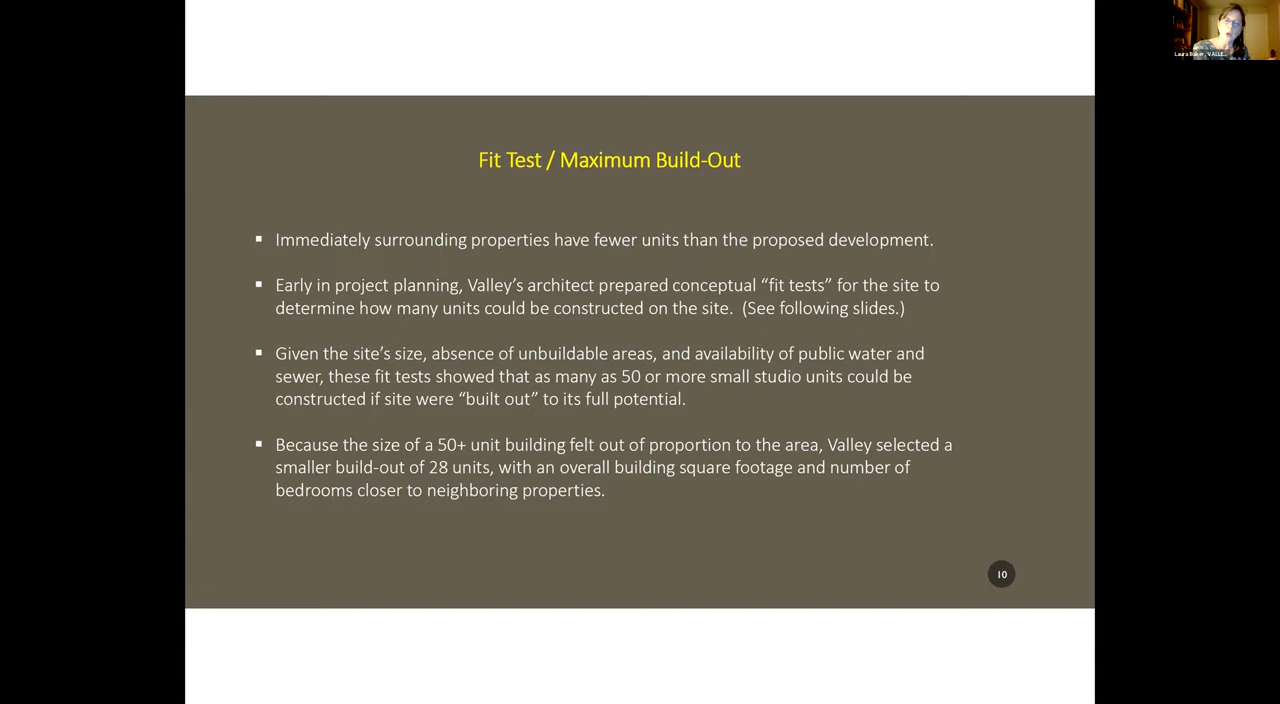 Laura Baker, VALLE...
Fit Test / Maximum Build-Out
▪ Immediately surrounding properties have fewer units than the proposed development.
▪ Early in project planning, Valley’s architect prepared conceptual “fit tests” for the site to
determine how many units could be constructed on the site.  (See following slides.)
▪ Given the site’s size, absence of unbuildable areas, and availability of public water and
sewer, these fit tests showed that as many as 50 or more small studio units could be
constructed if site were “built out” to its full potential.
▪ Because the size of a 50+ unit building felt out of proportion to the area, Valley selected a
smaller build-out of 28 units, with an overall building square footage and number of
bedrooms closer to neighboring properties.
10